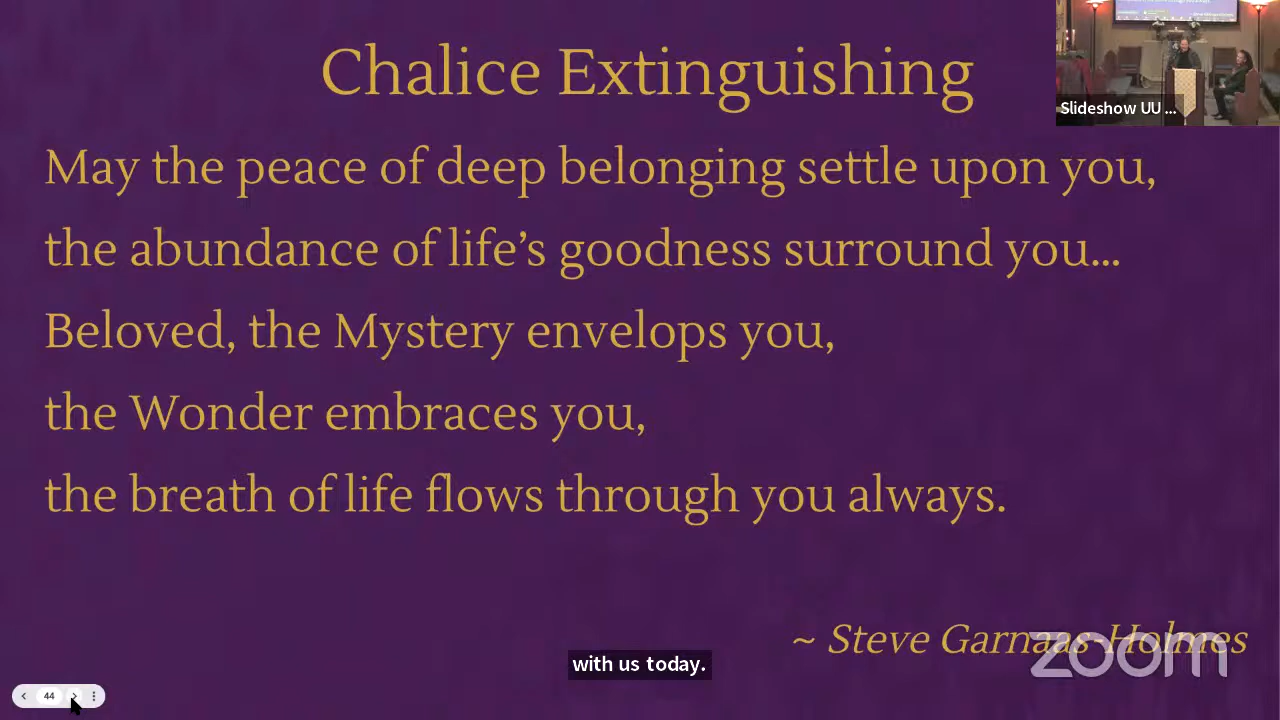 Chalice Extinguishing
Slideshow UU ...
May the peace of deep belonging settle upon you,
the abundance of life’s goodness surround you...
Beloved, the Mystery envelops you,
the Wonder embraces you,
the breath of life flows through you always.
~ Steve Garnaas-Holmes
zoom
with us today.
44